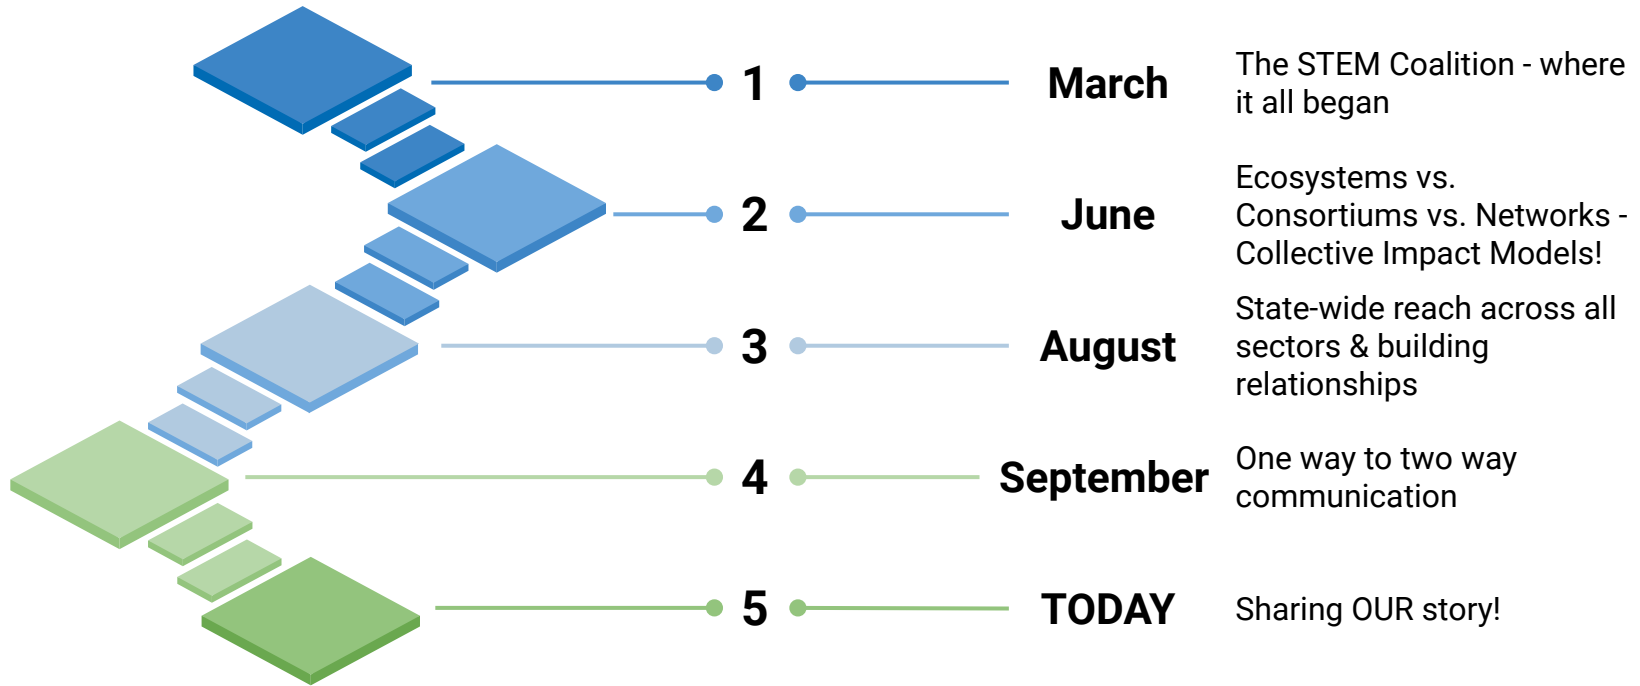 1
March
The STEM Coalition - where
it all began
2
June
Ecosystems vs.
Consortiums vs. Networks -
Collective Impact Models!
3
August
State-wide reach across all
sectors & building
relationships
4
September
One way to two way
communication
5
TODAY
Sharing OUR story!